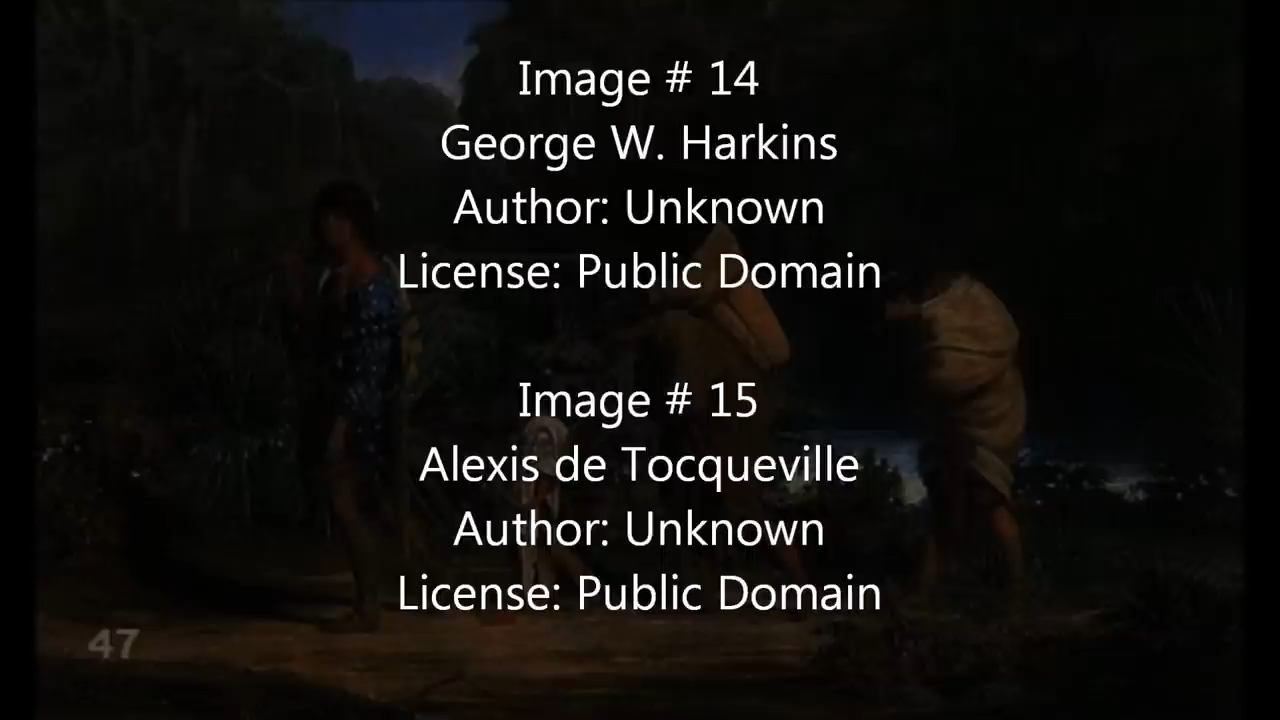 Image # 14
George W. Harkins
Author: Unknown
License: Public Domain
Image # 15
Alexis de Tocqueville
Author: Unknown
License: Public Domain
47